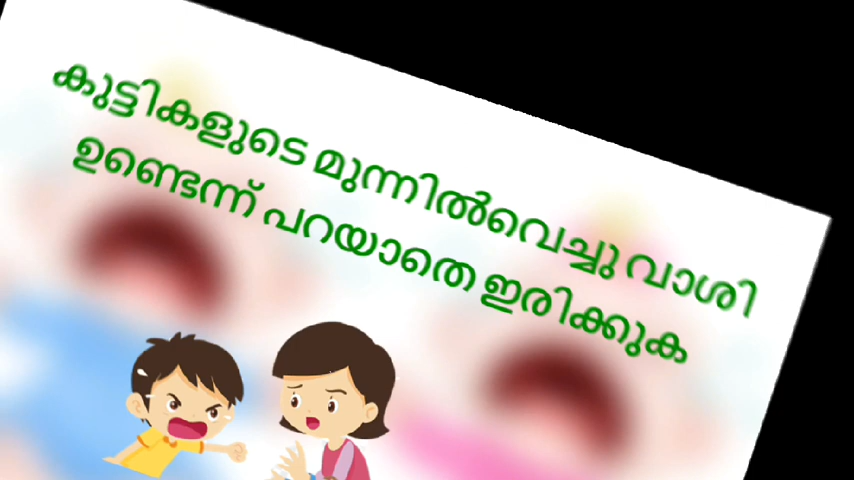 കുട്ടികളുടെ മുന്നിൽവെച്ചു വാശി
ഉണ്ടെന്ന് പറയാതെ ഇരിക്കുക